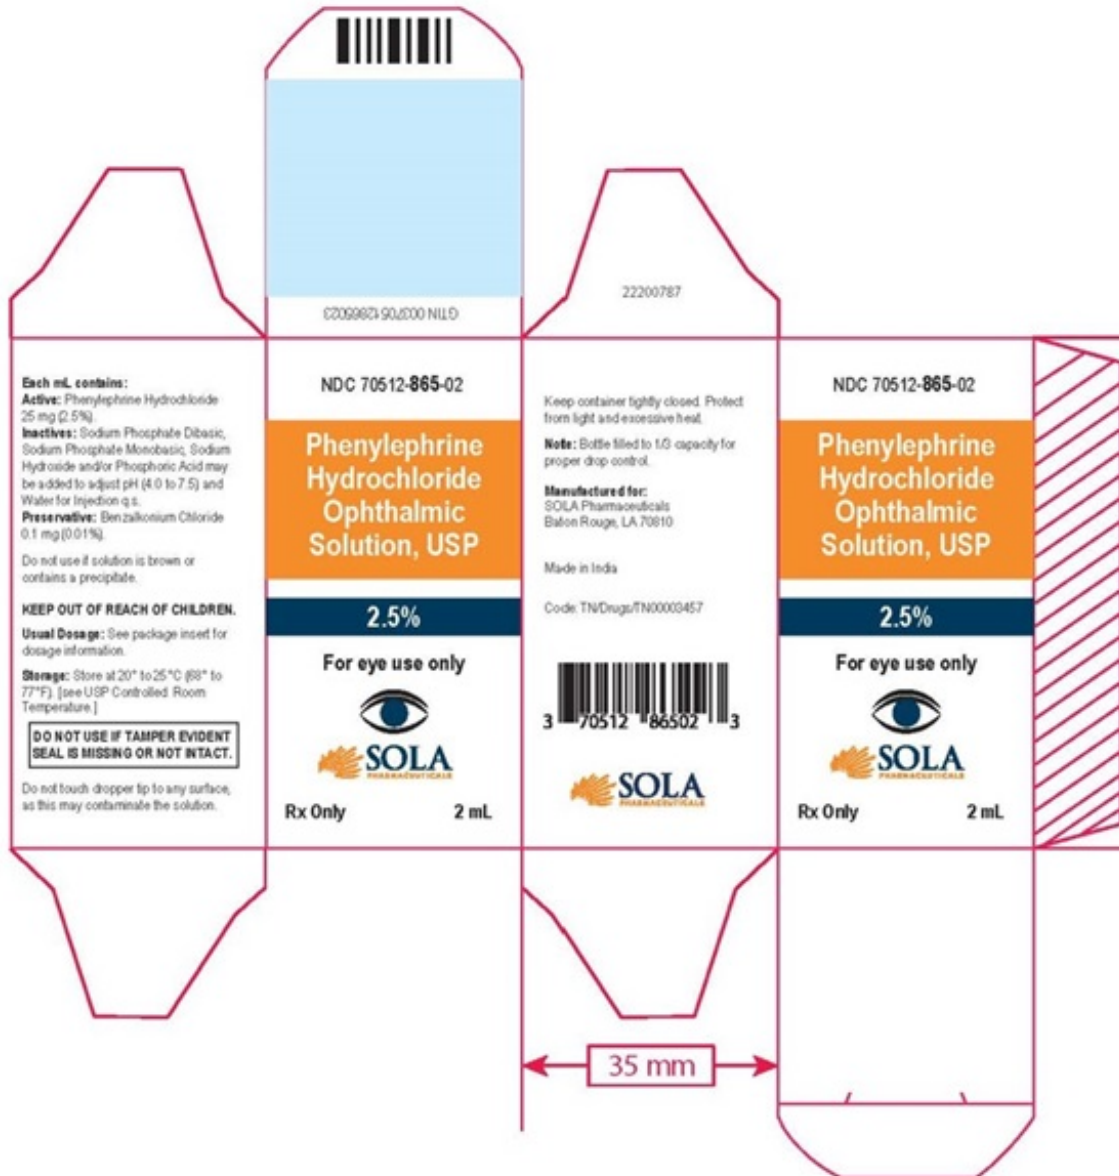 GTIN 00370512865023
22200787
Each mL contains:
Active: Phenylephrine Hydrochloride
25 mg (2.5%).
Inactives: Sodium Phosphate Dibasic,
Sodium Phosphate Monobasic, Sodium
Hydroxide and/or Phosphoric Acid may
be added to adjust pH (4.0 to 7.5) and
Water for Injection q.s.
Preservative: Benzalkonium Chloride
0.1 mg (0.01%).
Do not use if solution is brown or
contains a precipitate.
KEEP OUT OF REACH OF CHILDREN.
Usual Dosage: See package insert for
dosage information.
Storage: Store at 20° to 25°C (68° to
77°F). [see USP Controlled Room
Temperature.]
DO NOT USE IF TAMPER EVIDENT
SEAL IS MISSING OR NOT INTACT.
Do not touch dropper tip to any surface,
as this may contaminate the solution.
NDC 70512-865-02
Phenylephrine
Hydrochloride
Ophthalmic
Solution, USP
2.5%
For eye use only
SOLA
PHARMACEUTICALS
Rx Only 2 mL
Keep container tightly closed. Protect
from light and excessive heat.
Note: Bottle filled to 1/3 capacity for
proper drop control.
Manufactured for:
SOLA Pharmaceuticals
Baton Rouge, LA 70810
Made in India
Code: TN/Drugs/TN00003457
3 70512 86502 3
SOLA
PHARMACEUTICALS
NDC 70512-865-02
Phenylephrine
Hydrochloride
Ophthalmic
Solution, USP
2.5%
For eye use only
SOLA
PHARMACEUTICALS
Rx Only 2 mL
35 mm